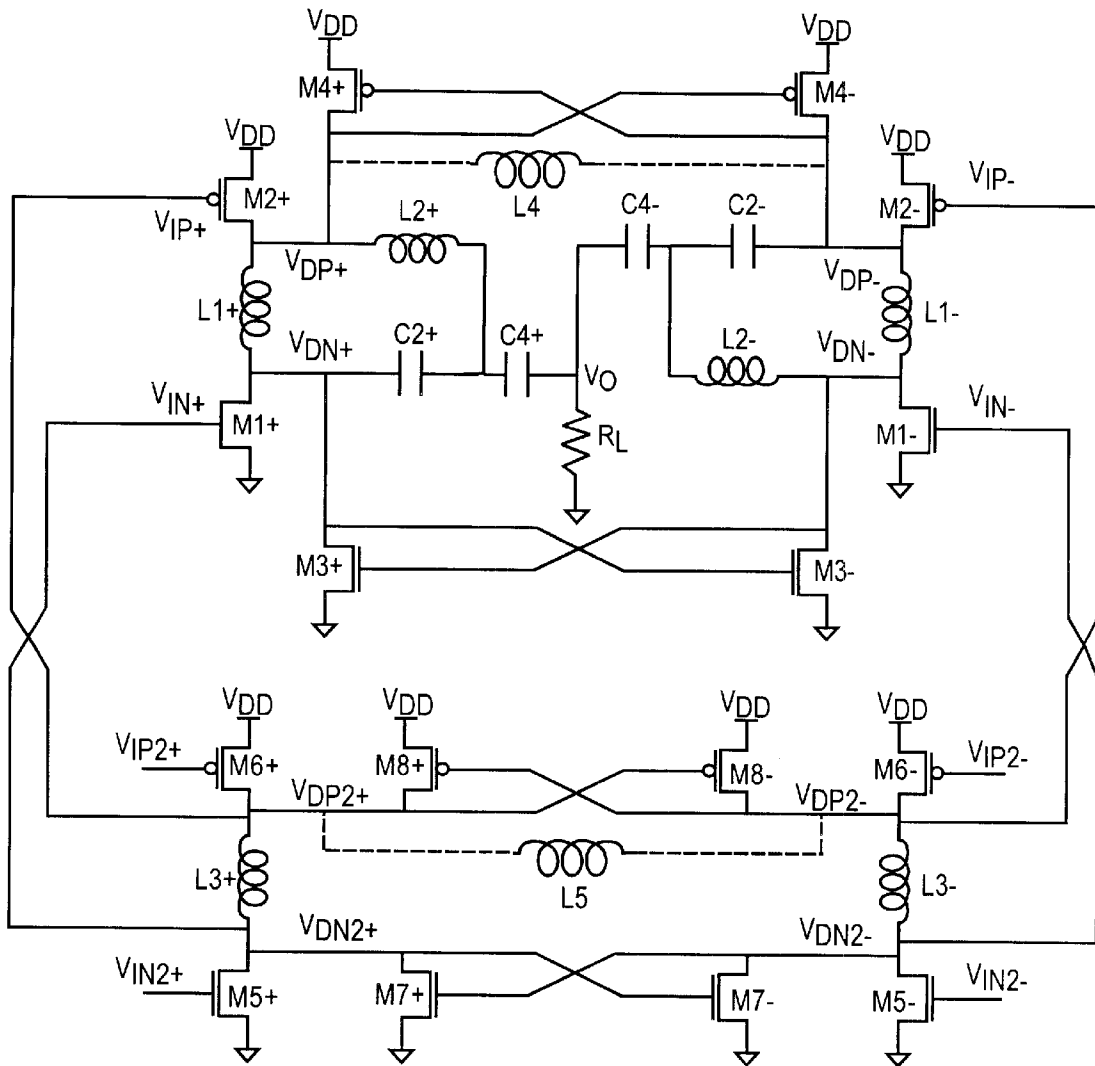 VDD VDD
M4+ M4-
VDD VDD
L4
M2+ C4- C2- M2- VIP-
VIP+ L2+
VDP+ VDP-
L1+ L1-
C2+ C4+ L2-
VDN+ VDN-
VO
VIN+ VIN-
M1+ RL M1-
M3+ M3-
VDD VDD VDD VDD
VIP2+ M6+ M8+ M8- M6- VIP2-
VDP2+ VDP2-
L3+ L5 L3-
VDN2+ VDN2-
VIN2+ M5+ M7+ M7- M5- VIN2-